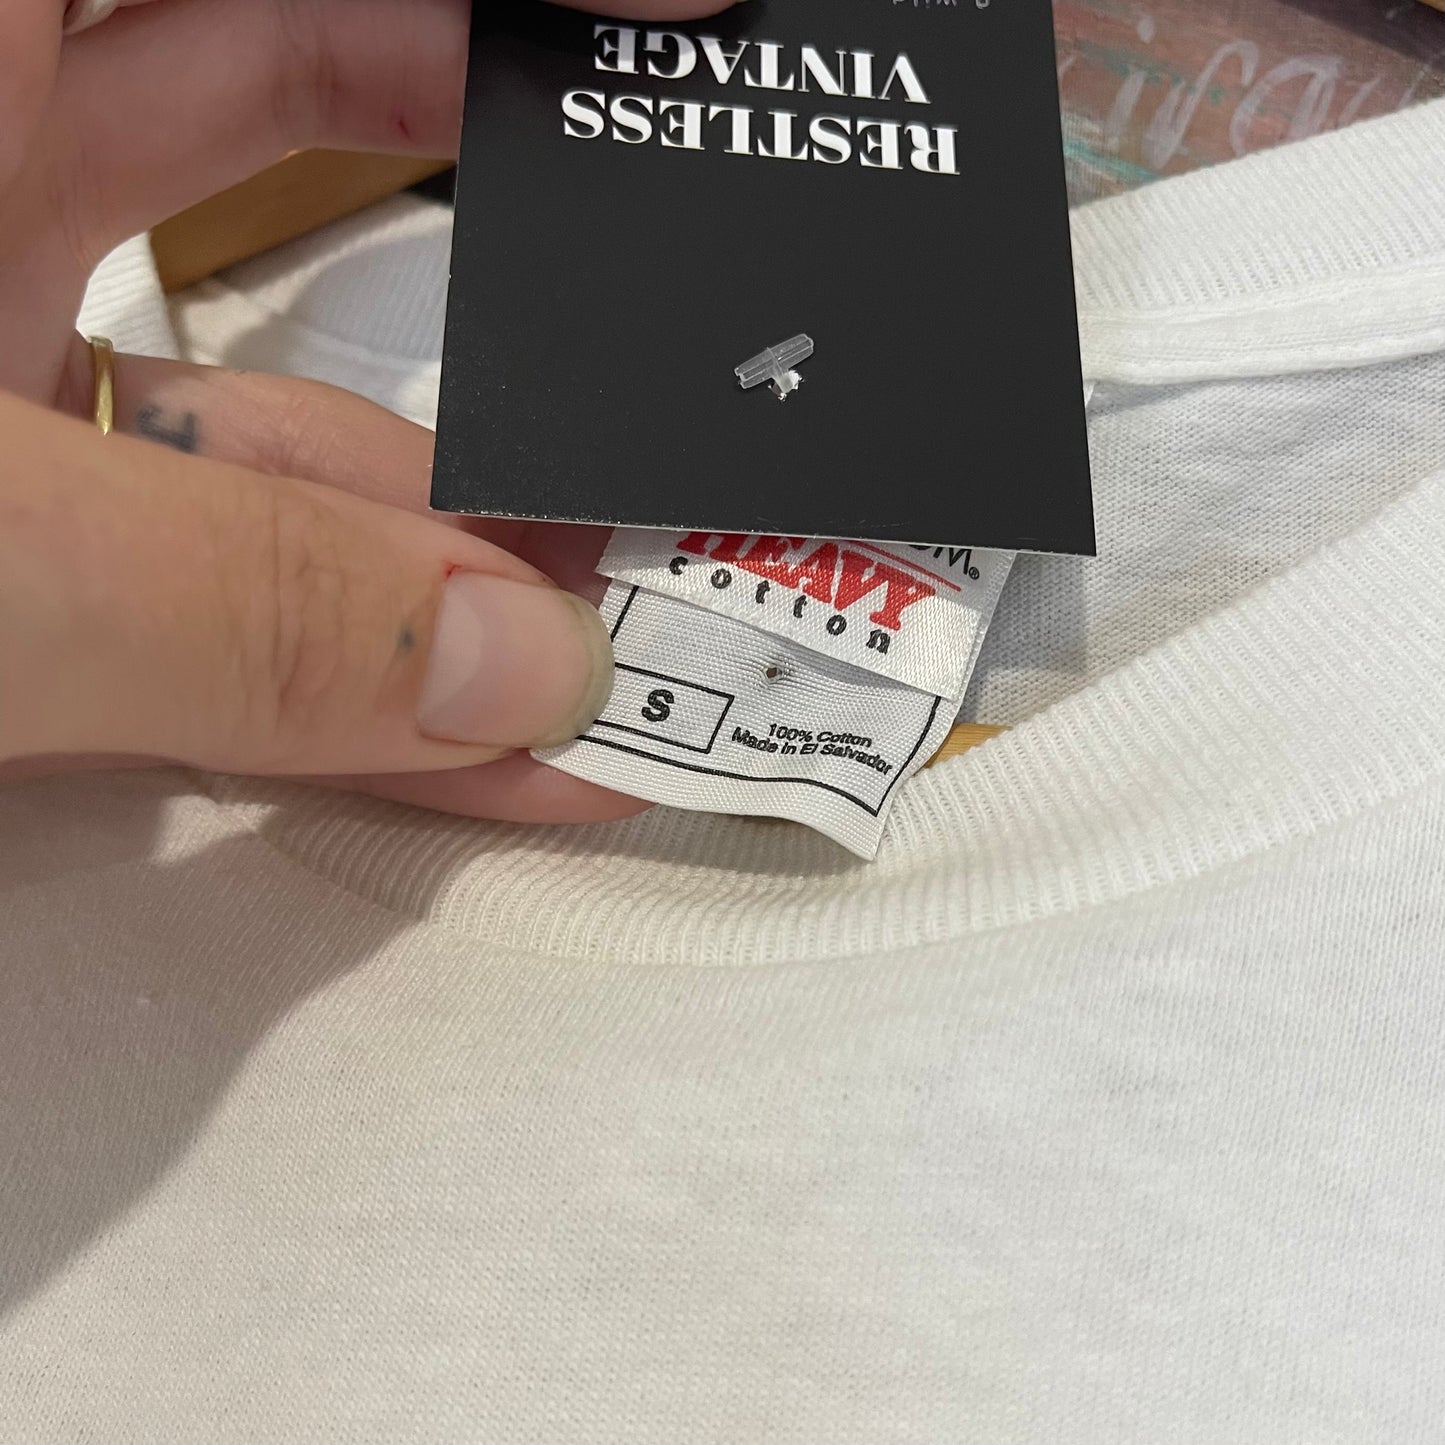 RESTLESS
VINTAGE
HEAVY
cotton
S
100% Cotton
Made in El Salvador